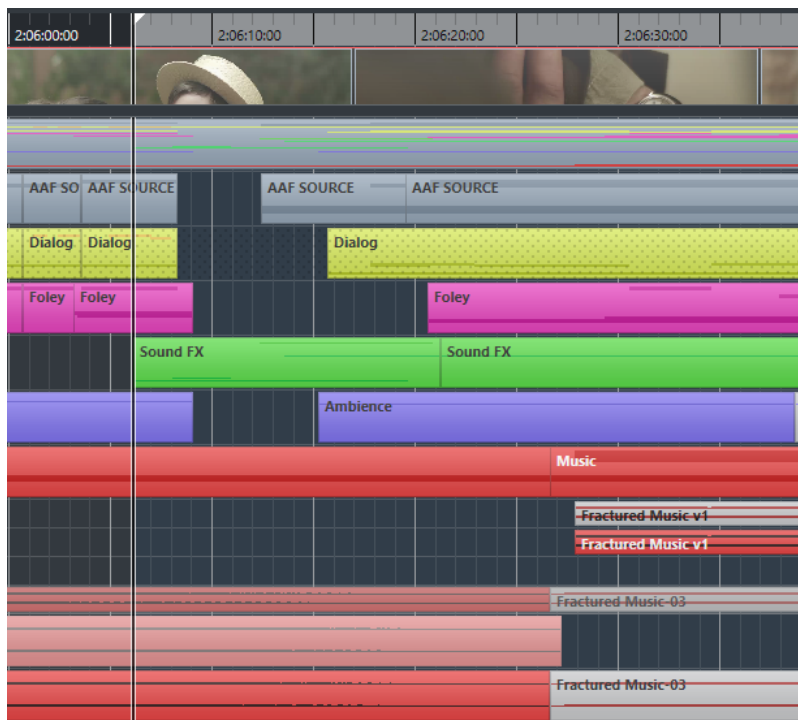 2:06:00:00 2:06:10:00 2:06:20:00 2:06:30:00
AAF SO AAF SOURCE AAF SOURCE AAF SOURCE
Dialog Dialog Dialog
Foley Foley Foley
Sound FX Sound FX
Ambience
Music
Fractured Music v1
Fractured Music v1
Fractured Music-03
Fractured Music-03